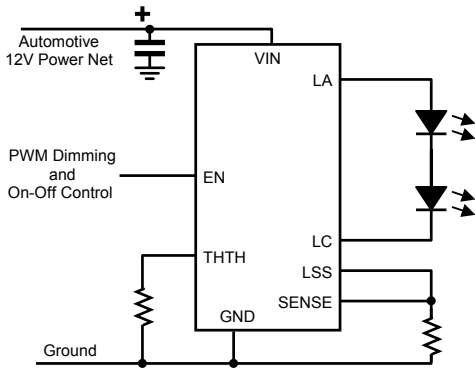 +
Automotive
12V Power Net
VIN
LA
PWM Dimming
and
On-Off Control
EN
LC
THTH
LSS
SENSE
GND
Ground